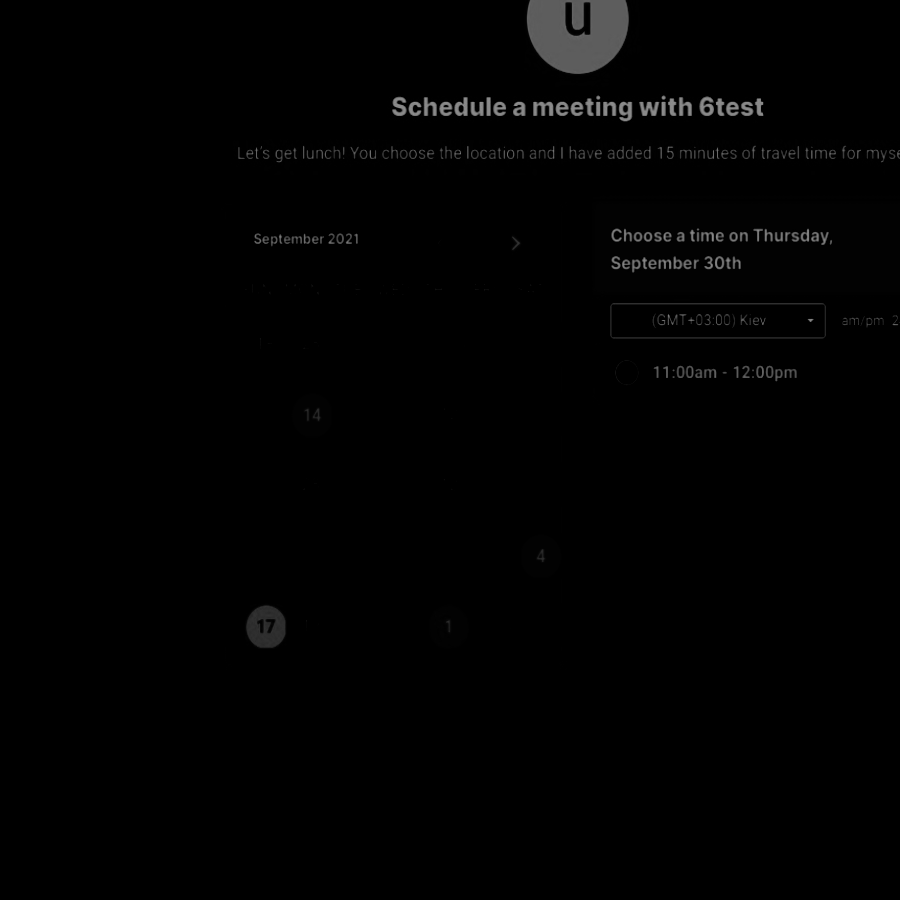 u
Schedule a meeting with 6test
Let's get lunch! You choose the location and I have added 15 minutes of travel time for
September 2021
Choose a time on Thursday,
September 30th
(GMT+03:00) Kiev
am/pm
11:00am - 12:00pm
14
4
17
1